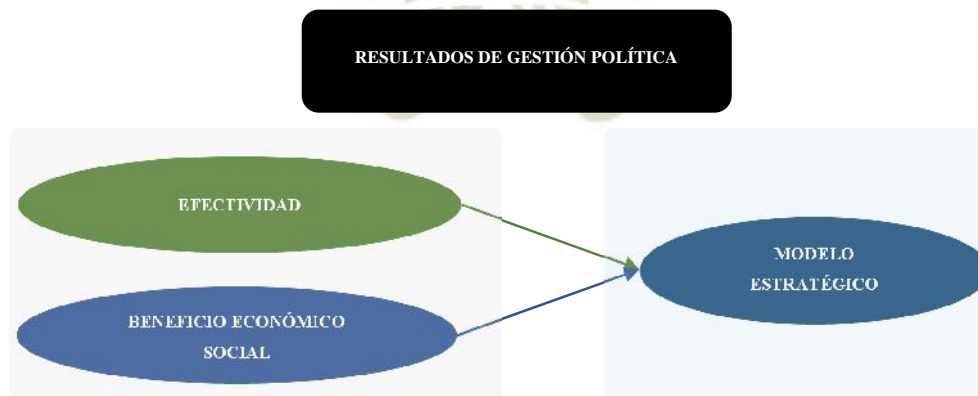 RESULTADOS DE GESTIÓN POLÍTICA
EFECTIVIDAD
BENEFICIO ECONÓMICO
SOCIAL
MODELO
ESTRATÉGICO